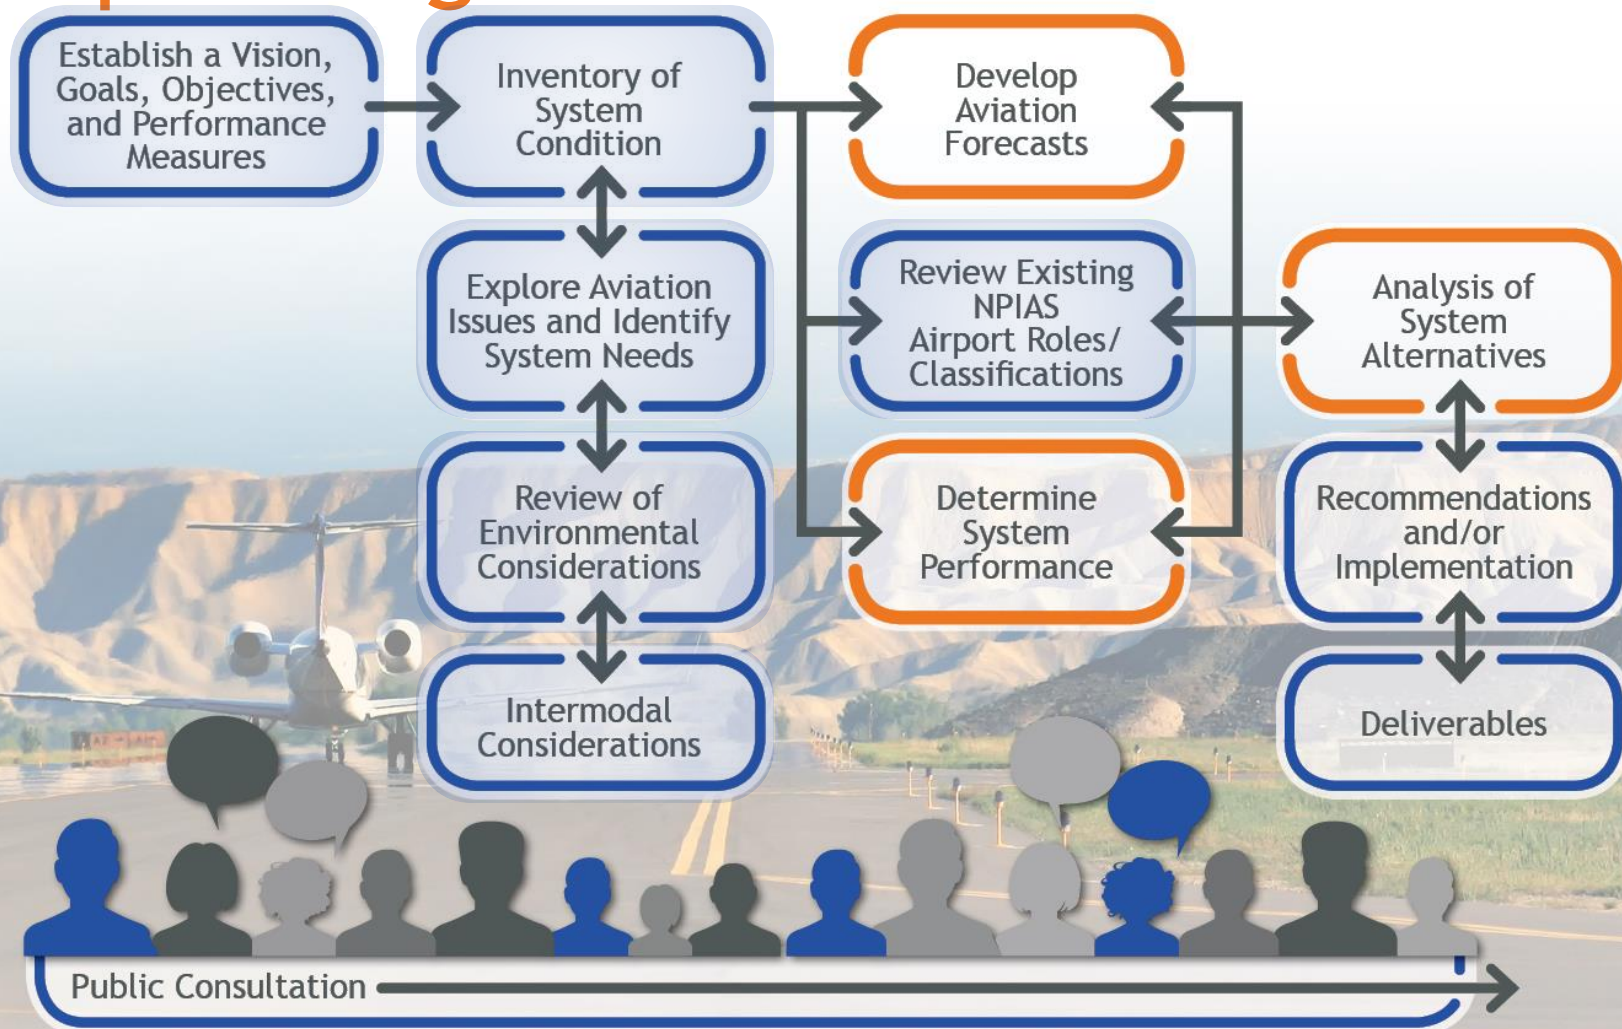 Establish a Vision,
Goals, Objectives,
and Performance
Measures
Inventory of
System
Condition
Develop
Aviation
Forecasts
Explore Aviation
Issues and Identify
System Needs
Review Existing
NPIAS
Airport Roles/
Classifications
Analysis of
System
Alternatives
Review of
Environmental
Considerations
Determine
System
Performance
Recommendations
and/or
Implementation
Intermodal
Considerations
Deliverables
Public Consultation